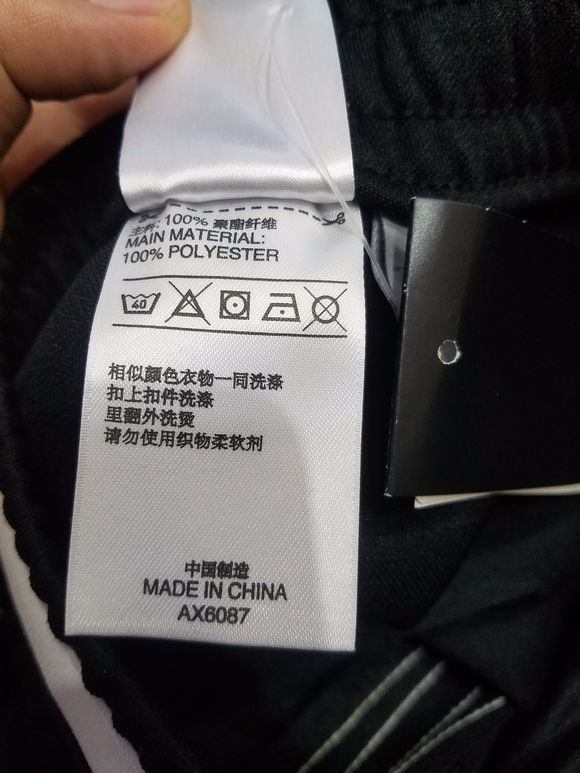 主料: 100% 聚酯纤维
MAIN MATERIAL:
100% POLYESTER
40
相似颜色衣物一同洗涤
扣上扣件洗涤
里翻外洗烫
请勿使用织物柔软剂
中国制造
MADE IN CHINA
AX6087